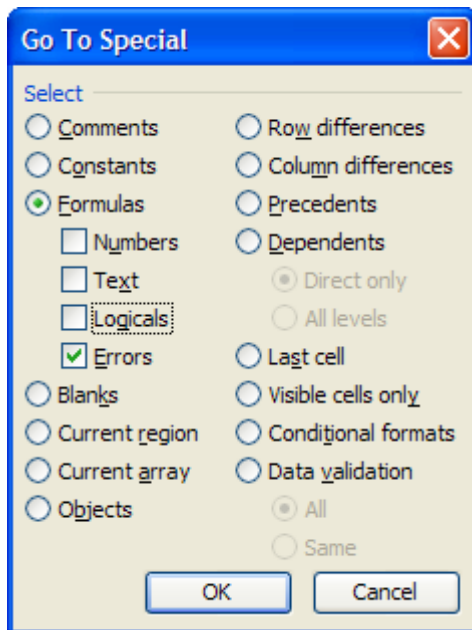 Go To Special
Select
Comments
Constants
Formulas
Numbers
Text
Logicals
Errors
Blanks
Current region
Current array
Objects
Row differences
Column differences
Precedents
Dependents
Direct only
All levels
Last cell
Visible cells only
Conditional formats
Data validation
All
Same
OK
Cancel